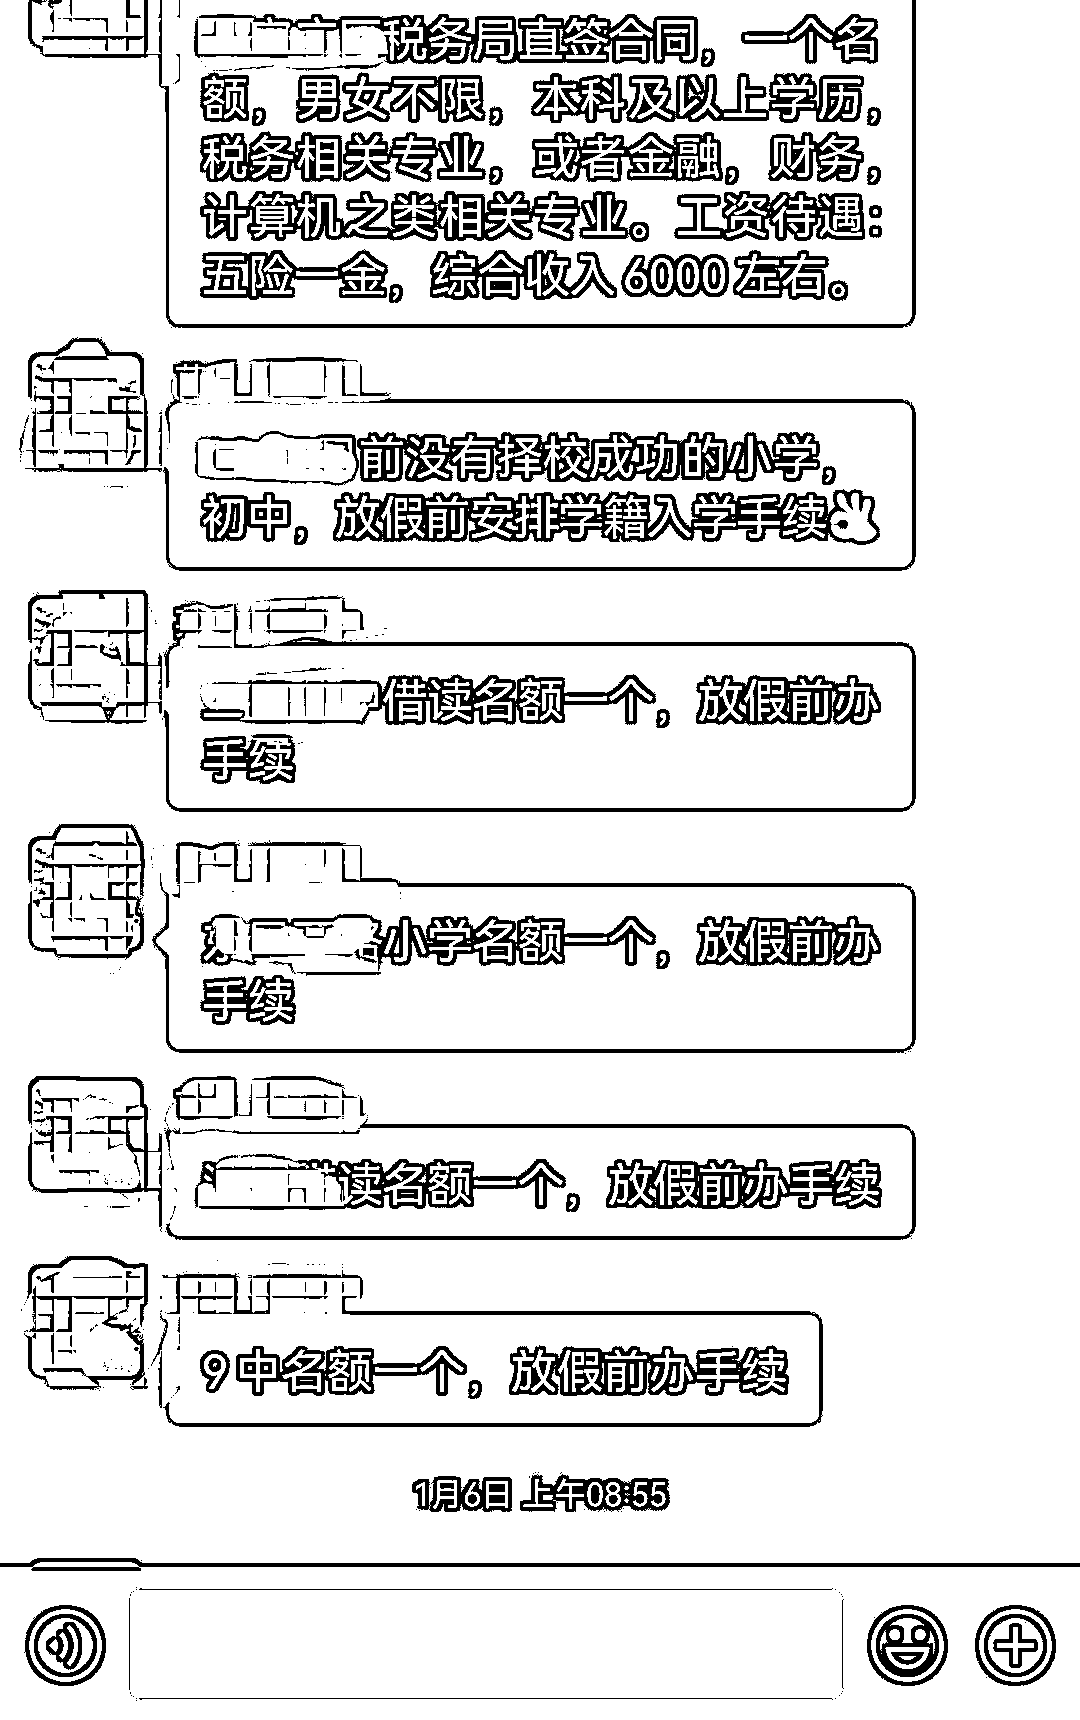 税务局直签合同，一个名
额，男女不限，本科及以上学历，
税务相关专业，或者金融，财务，
计算机之类相关专业。工资待遇：
五险一金，综合收入6000左右。
前没有择校成功的小学，
初中，放假前安排学籍入学手续👌
借读名额一个，放假前办
手续
小学名额一个，放假前办
手续
读名额一个，放假前办手续
9中名额一个，放假前办手续
1月6日 上午08:55